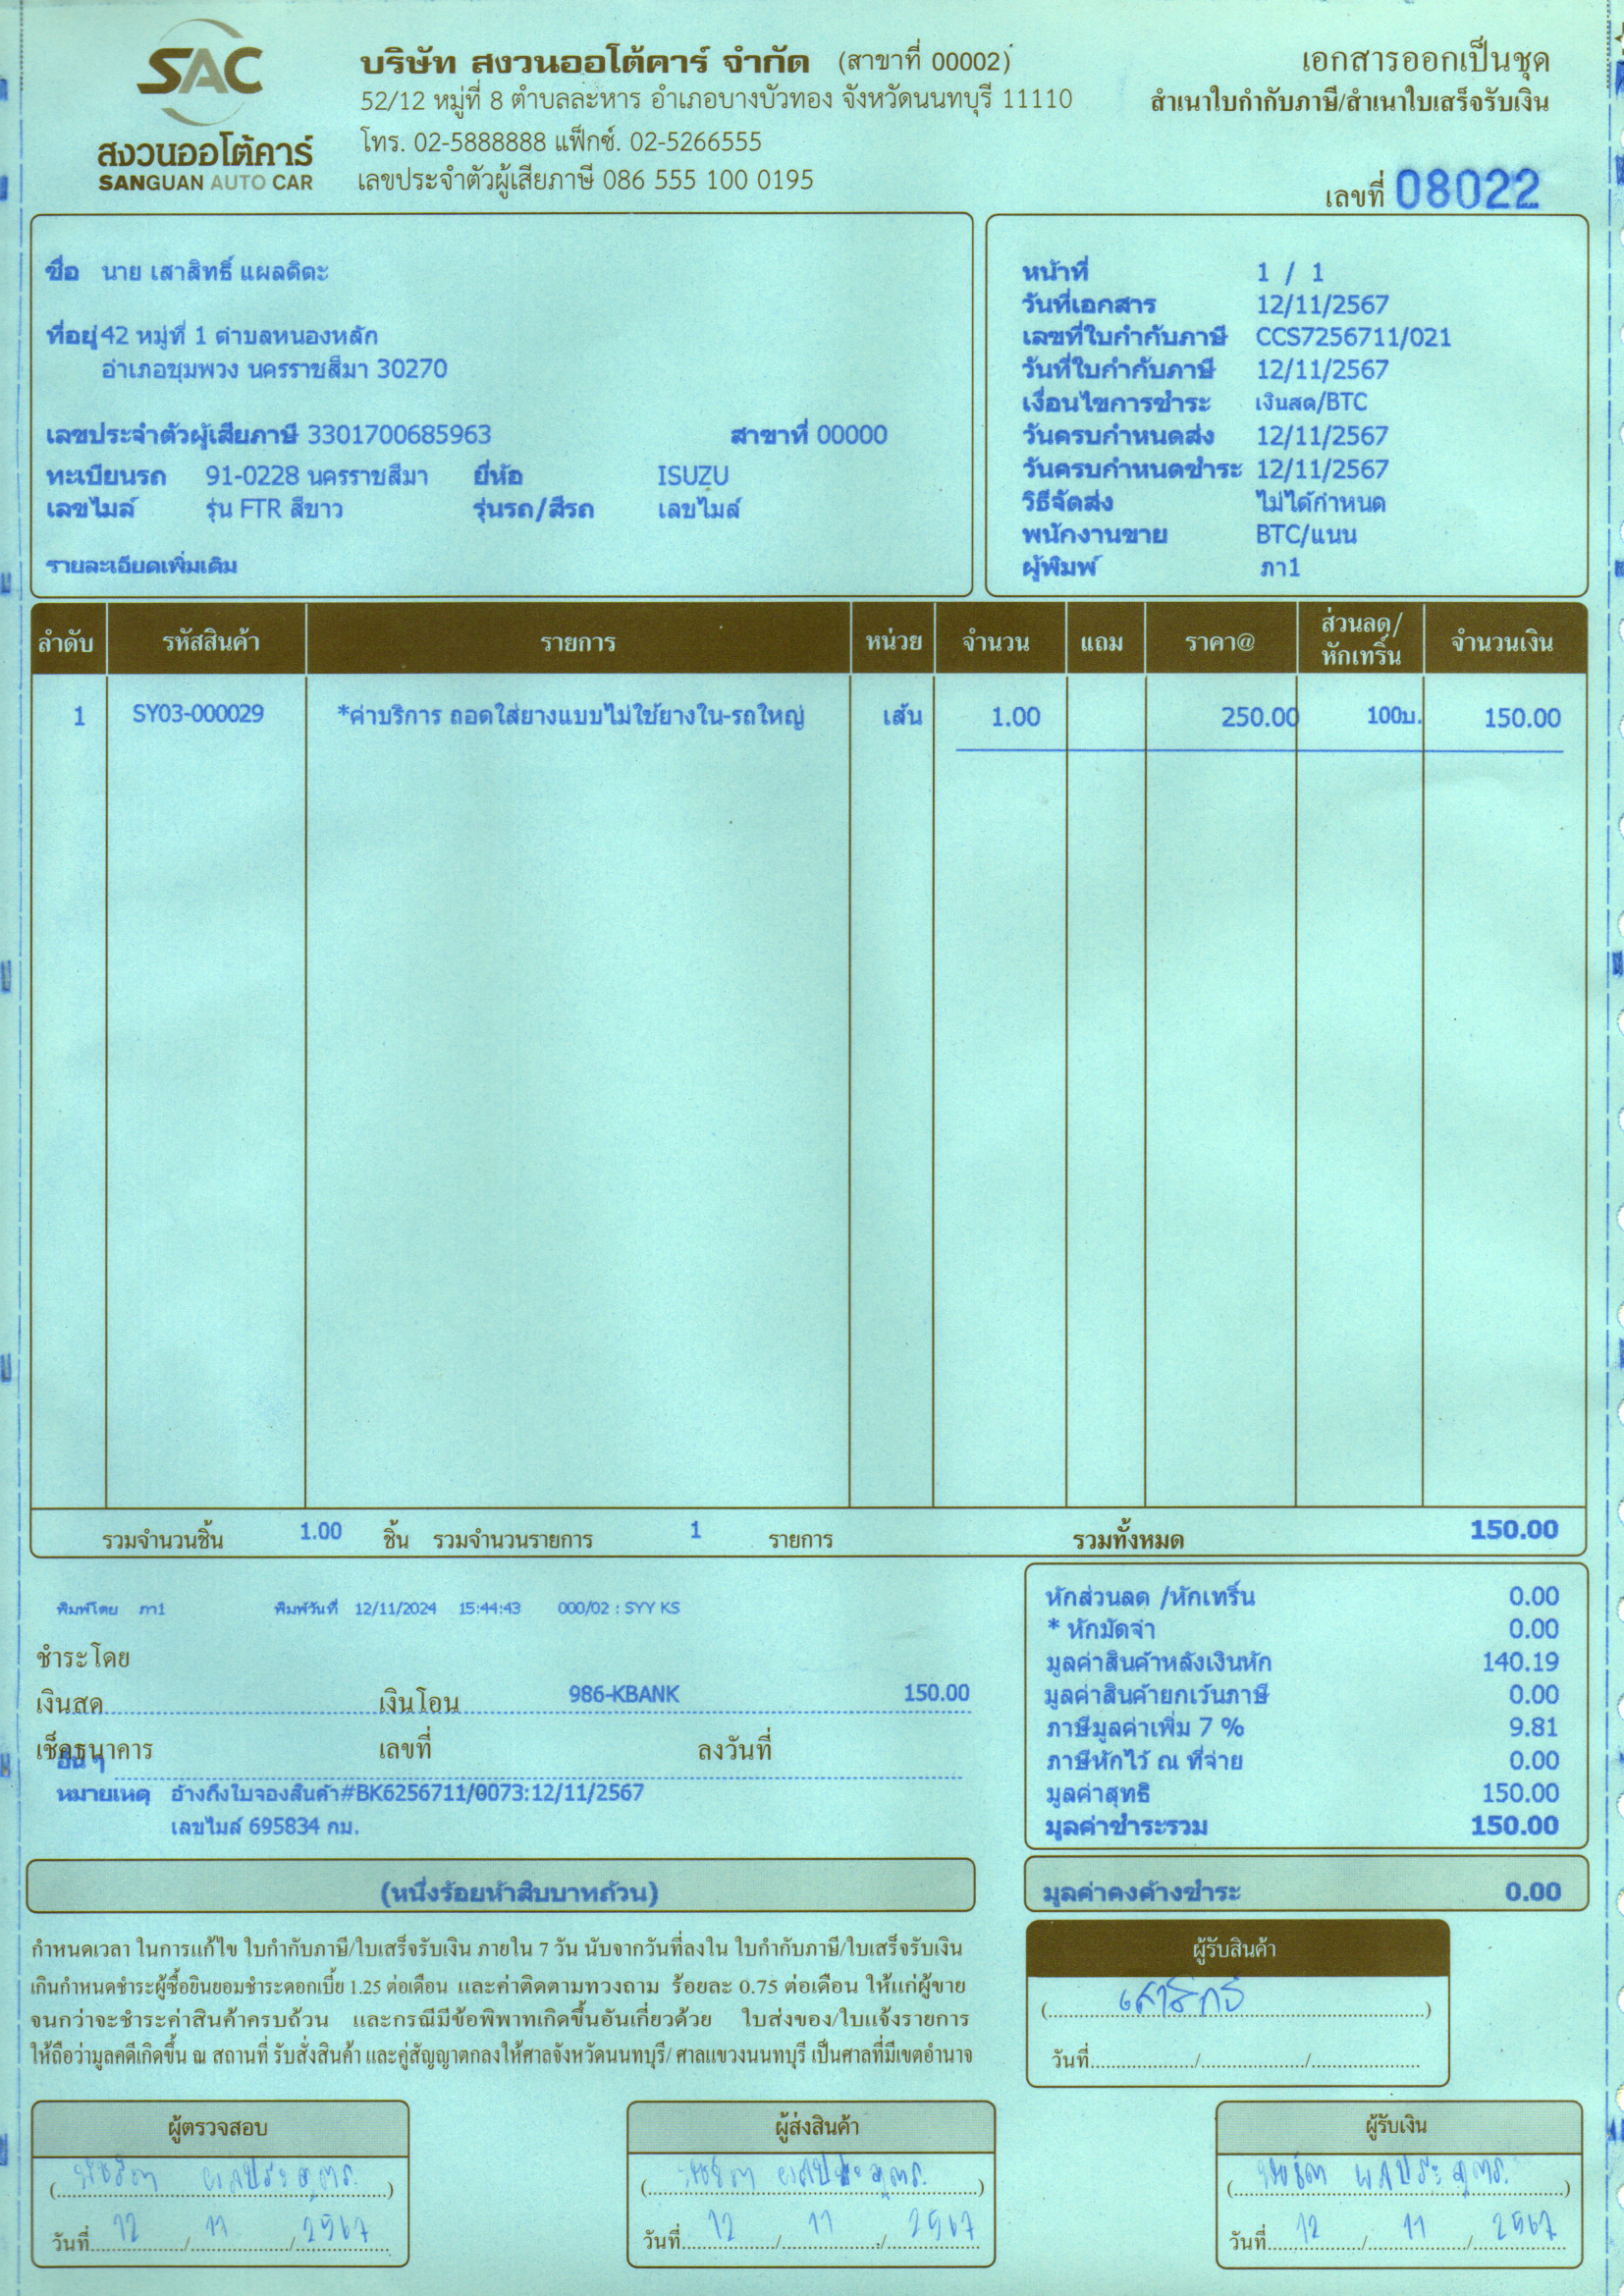 SAC
สงวนออโต้คาร์
SANGUAN AUTO CAR
บริษัท สงวนออโต้คาร์ จำกัด (สาขาที่ 00002)
52/12 หมู่ที่ 8 ตำบลละหาร อำเภอบางบัวทอง จังหวัดนนทบุรี 11110
โทร. 02-5888888 แฟ็กซ์. 02-5266555
เลขประจำตัวผู้เสียภาษี 086 555 100 0195
เอกสารออกเป็นชุด
สำเนาใบกำกับภาษี/สำเนาใบเสร็จรับเงิน
เลขที่ 08022
ชื่อ นาย เสาสิทธิ์ แผลติตะ
ที่อยู่ 42 หมู่ที่ 1 ตำบลหนองหลัก
อำเภอชุมพวง นครราชสีมา 30270
เลขประจำตัวผู้เสียภาษี 3301700685963 สาขาที่ 00000
ทะเบียนรถ 91-0228 นครราชสีมา ยี่ห้อ ISUZU
เลขไมล์ รุ่น FTR สีขาว รุ่นรถ/สีรถ เลขไมล์
รายละเอียดเพิ่มเติม
หน้าที่ 1 / 1
วันที่เอกสาร 12/11/2567
เลขที่ใบกำกับภาษี CCS7256711/021
วันที่ใบกำกับภาษี 12/11/2567
เงื่อนไขการชำระ เงินสด/BTC
วันครบกำหนดส่ง 12/11/2567
วันครบกำหนดชำระ 12/11/2567
วิธีจัดส่ง ไม่ได้กำหนด
พนักงานขาย BTC/แนน
ผู้พิมพ์ ภา1
ลำดับ รหัสสินค้า รายการ หน่วย จำนวน แถม ราคา@ ส่วนลด/หักเทริ์น จำนวนเงิน
1 SY03-000029 *ค่าบริการ ถอดใส่ยางแบบไม่ใช้ยางใน-รถใหญ่ เส้น 1.00 250.00 100บ. 150.00
รวมจำนวนชิ้น 1.00 ชิ้น รวมจำนวนรายการ 1 รายการ รวมทั้งหมด 150.00
พิมพ์โดย ภา1 พิมพ์วันที่ 12/11/2024 15:44:43 000/02 : SYY KS
ชำระโดย
เงินสด เงินโอน 986-KBANK 150.00
เช็คธนาคาร เลขที่ ลงวันที่
อื่น ๆ
หมายเหตุ อ้างถึงใบจองสินค้า#BK6256711/0073:12/11/2567
เลขไมล์ 695834 กม.
หักส่วนลด /หักเทริ์น 0.00
* หักมัดจำ 0.00
มูลค่าสินค้าหลังเงินหัก 140.19
มูลค่าสินค้ายกเว้นภาษี 0.00
ภาษีมูลค่าเพิ่ม 7 % 9.81
ภาษีหักไว้ ณ ที่จ่าย 0.00
มูลค่าสุทธิ 150.00
มูลค่าชำระรวม 150.00
(หนึ่งร้อยห้าสิบบาทถ้วน)
มูลค่าคงค้างชำระ 0.00
กำหนดเวลา ในการแก้ไข ใบกำกับภาษี/ใบเสร็จรับเงิน ภายใน 7 วัน นับจากวันที่ลงใน ใบกำกับภาษี/ใบเสร็จรับเงิน
เกินกำหนดชำระผู้ซื้อยินยอมชำระดอกเบี้ย 1.25 ต่อเดือน และค่าติดตามทวงถาม ร้อยละ 0.75 ต่อเดือน ให้แก่ผู้ขาย
จนกว่าจะชำระค่าสินค้าครบถ้วน และกรณีมีข้อพิพาทเกิดขึ้นอันเกี่ยวด้วย ใบส่งของ/ใบแจ้งรายการ
ให้ถือว่ามูลคดีเกิดขึ้น ณ สถานที่ รับสั่งสินค้า และคู่สัญญาตกลงให้ศาลจังหวัดนนทบุรี/ ศาลแขวงนนทบุรี เป็นศาลที่มีเขตอำนาจ
ผู้รับสินค้า
วันที่
ผู้ตรวจสอบ
วันที่ 12 / 11 / 2567
ผู้ส่งสินค้า
วันที่ 12 / 11 / 2567
ผู้รับเงิน
วันที่ 12 / 11 / 2567